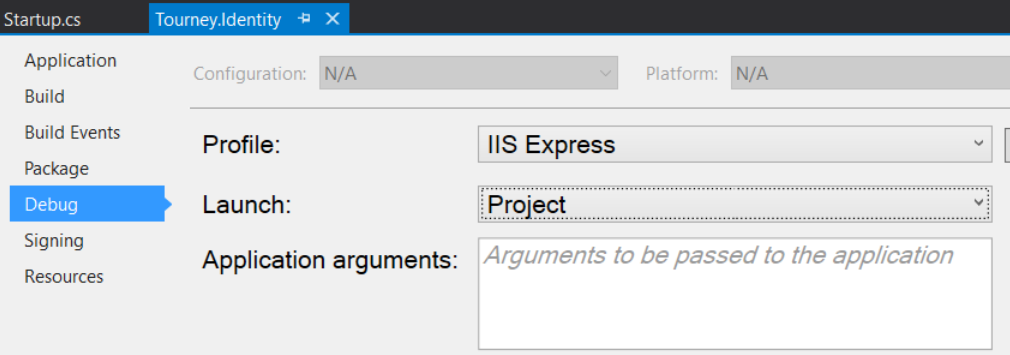 Startup.cs Tourney.Identity
Application
Configuration: N/A Platform: N/A
Build
Build Events
Profile: IIS Express
Package
Debug
Launch: Project
Signing
Application arguments: Arguments to be passed to the application
Resources